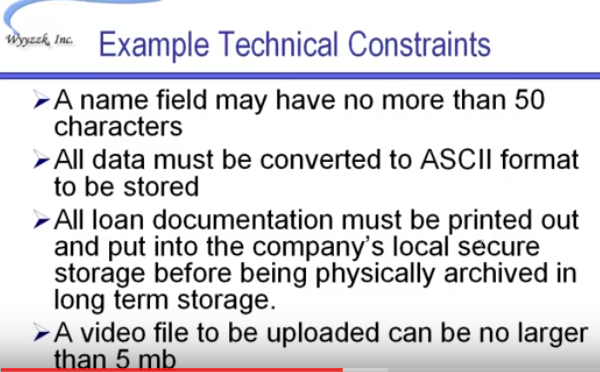 Wyyzzk, Inc.
Example Technical Constraints
A name field may have no more than 50
characters
All data must be converted to ASCII format
to be stored
All loan documentation must be printed out
and put into the company's local secure
storage before being physically archived in
long term storage.
A video file to be uploaded can be no larger
than 5 mb